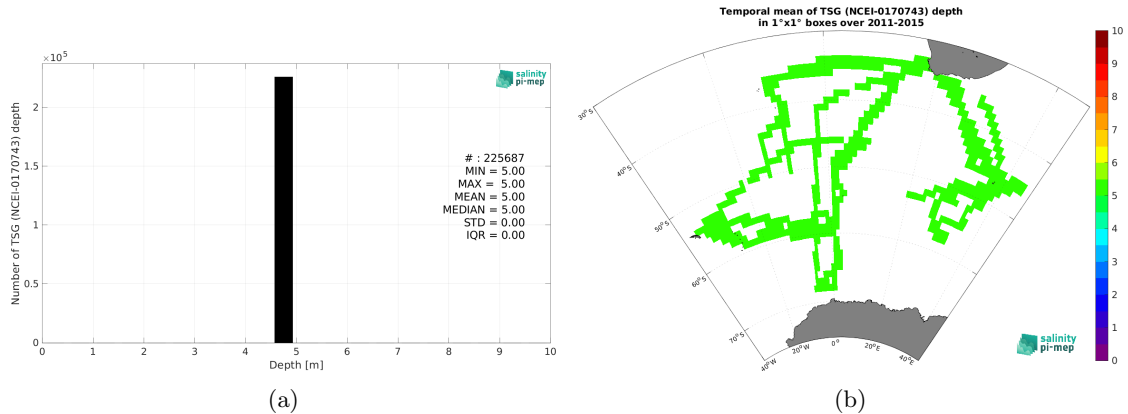 ×10⁵
2
1.5
1
0.5
0
Number of TSG (NCEI-0170743) depth
salinity
pi-mep
# : 225687
MIN = 5.00
MAX = 5.00
MEAN = 5.00
MEDIAN = 5.00
STD = 0.00
IQR = 0.00
0 1 2 3 4 5 6 7 8 9 10
Depth [m]
(a)
Temporal mean of TSG (NCEI-0170743) depth
in 1°x1° boxes over 2011-2015
30°S
40°S
50°S
60°S
70°S
40°W
20°W
0°
20°E
40°E
10
9
8
7
6
5
4
3
2
1
0
salinity
pi-mep
(b)